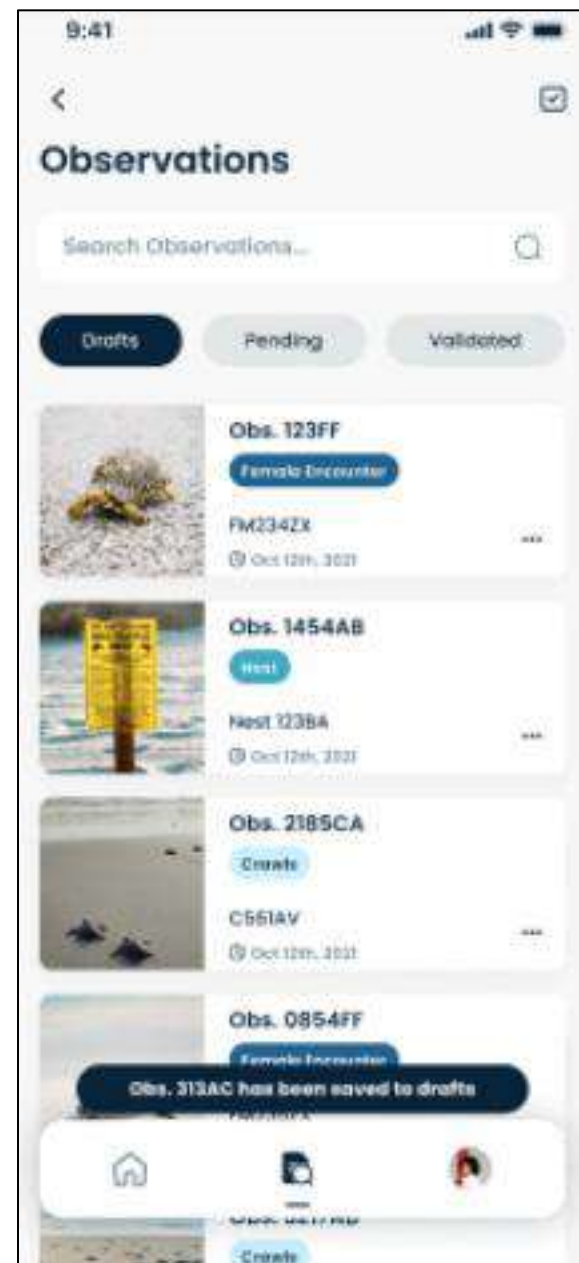 9:41
Observations
Search Observations...
Drafts
Pending
Validated
Obs. 123FF
Female Encounter
FM234ZX
Oct 12th, 2021
Obs. 1454AB
Nest
Nest 123BA
Oct 12th, 2021
Obs. 2185CA
Crawls
C551AV
Oct 12th, 2021
Obs. 0854FF
Female Encounter
Obs. 313AC has been saved to drafts
Crawls